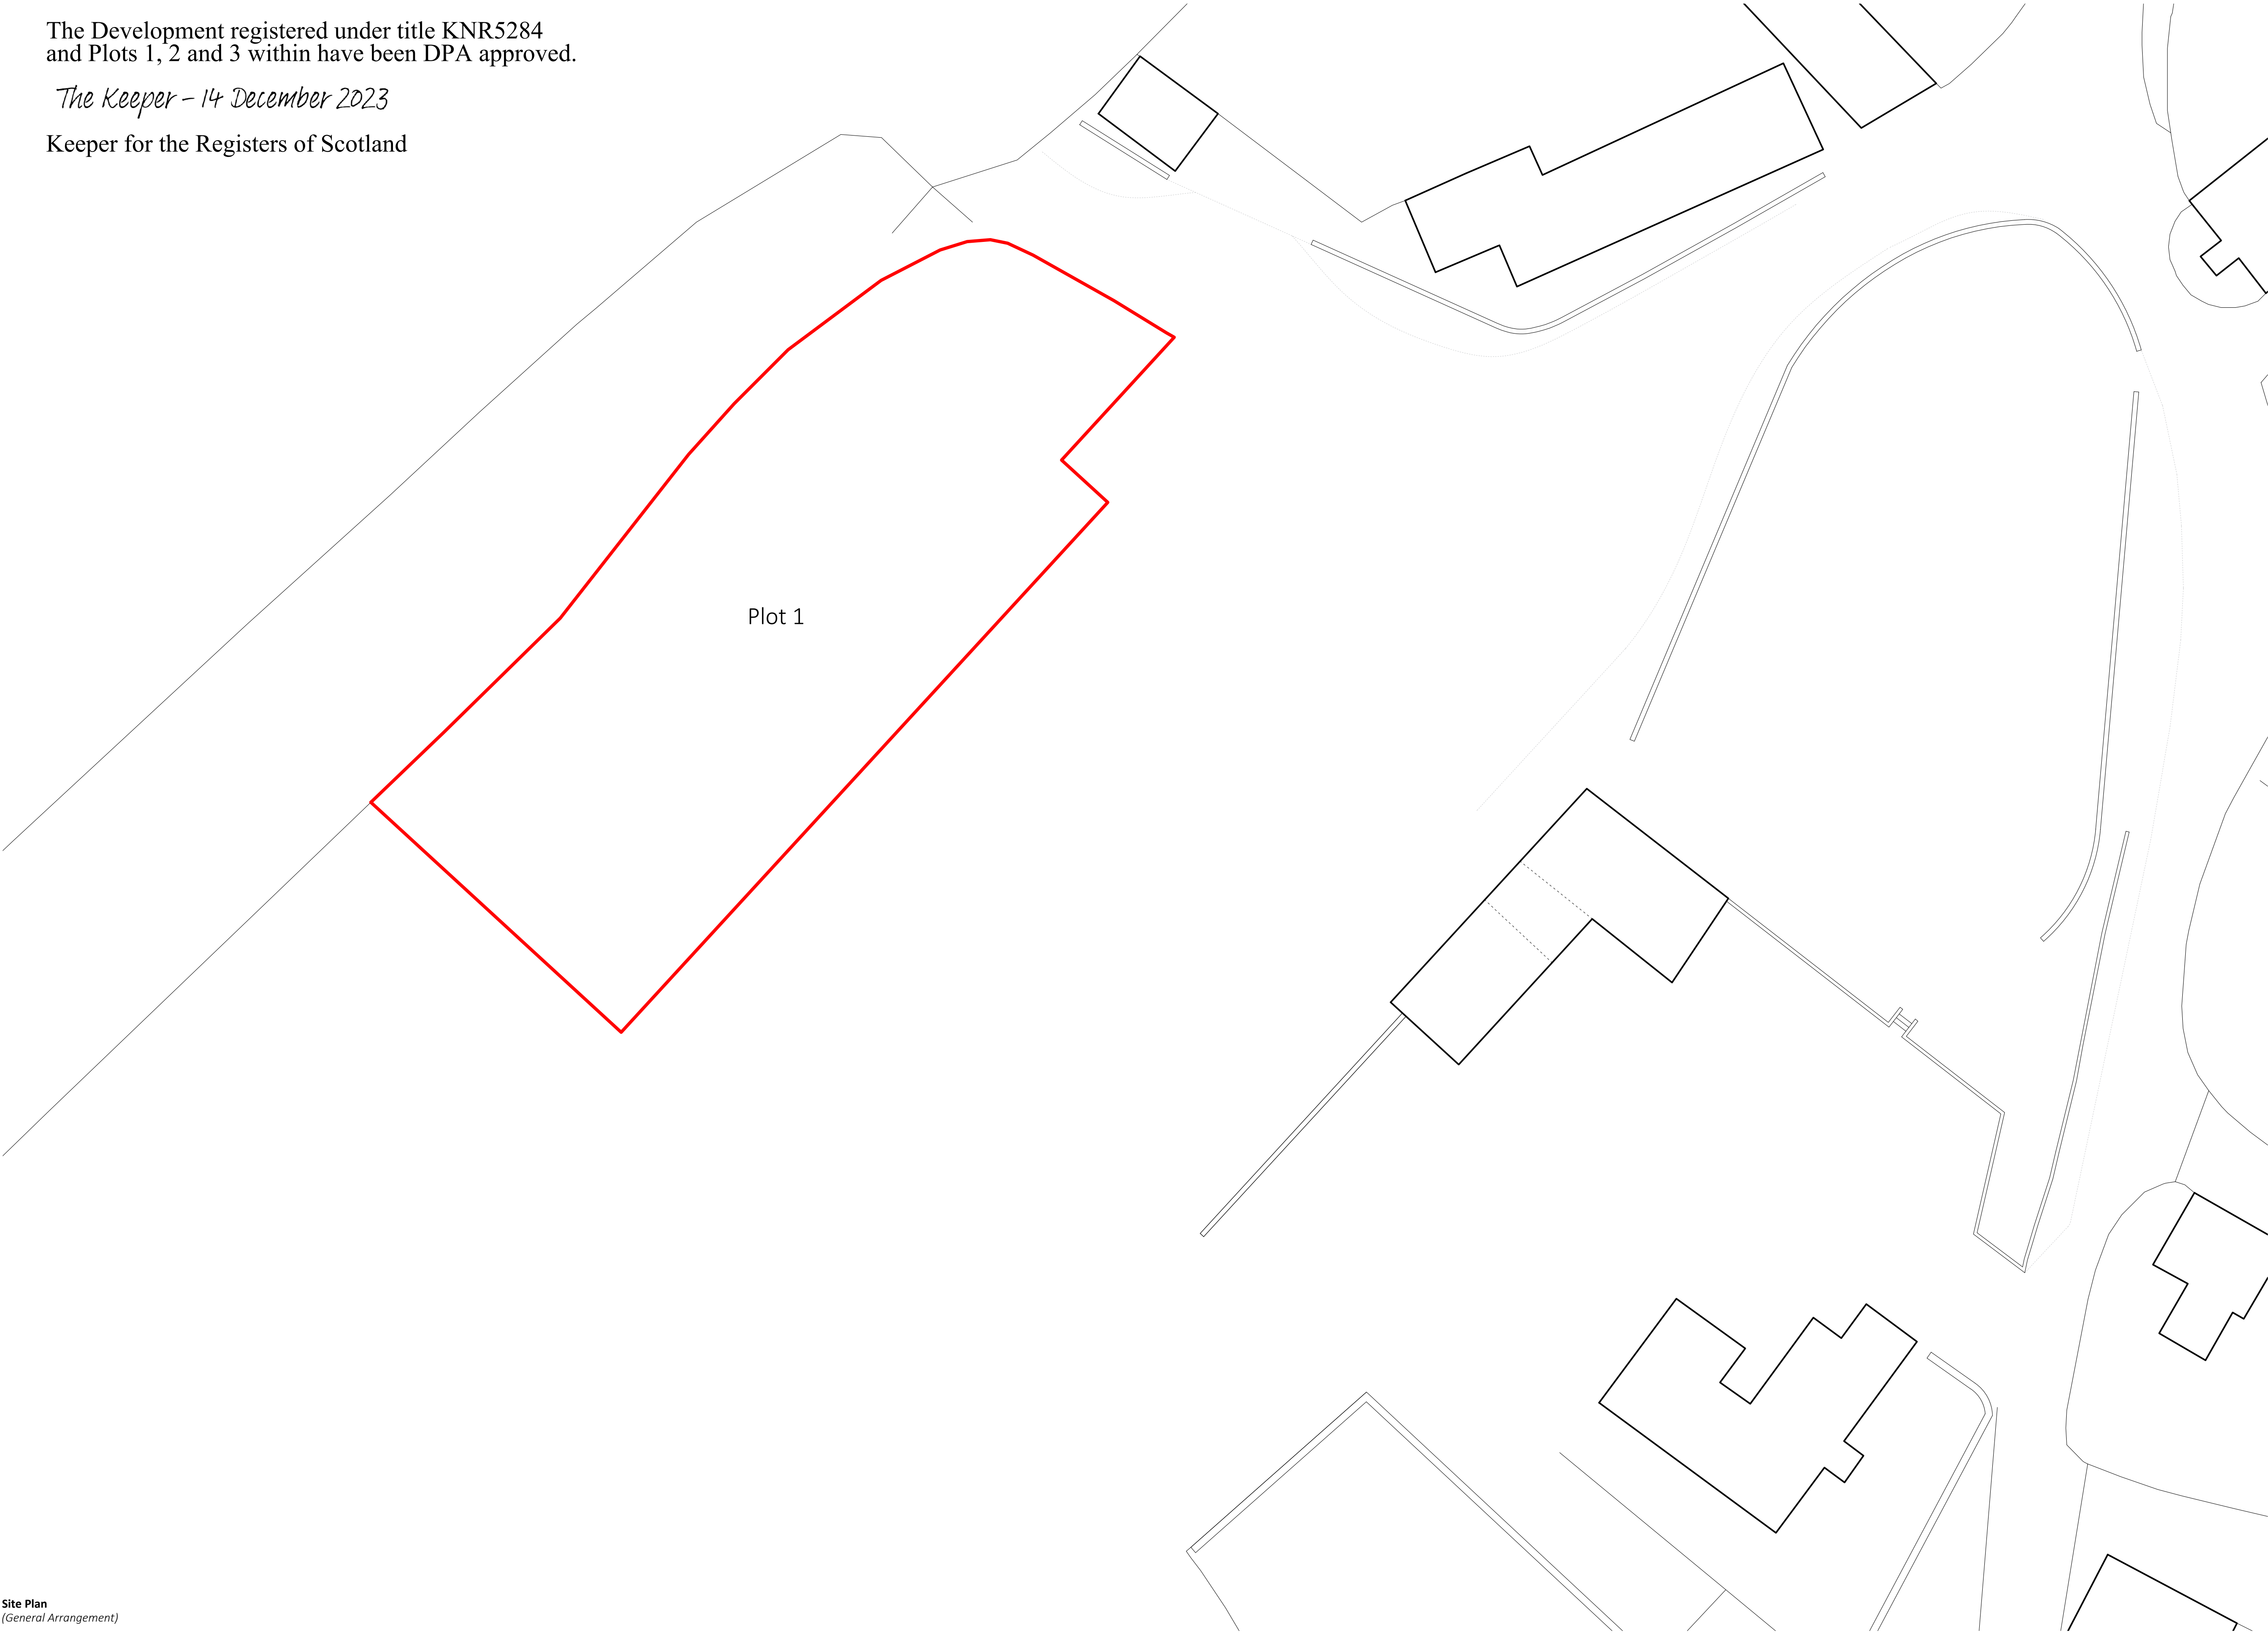 The Development registered under title KNR5284
and Plots 1, 2 and 3 within have been DPA approved.
The Keeper - 14 December 2023
Keeper for the Registers of Scotland
Plot 1
Site Plan
(General Arrangement)